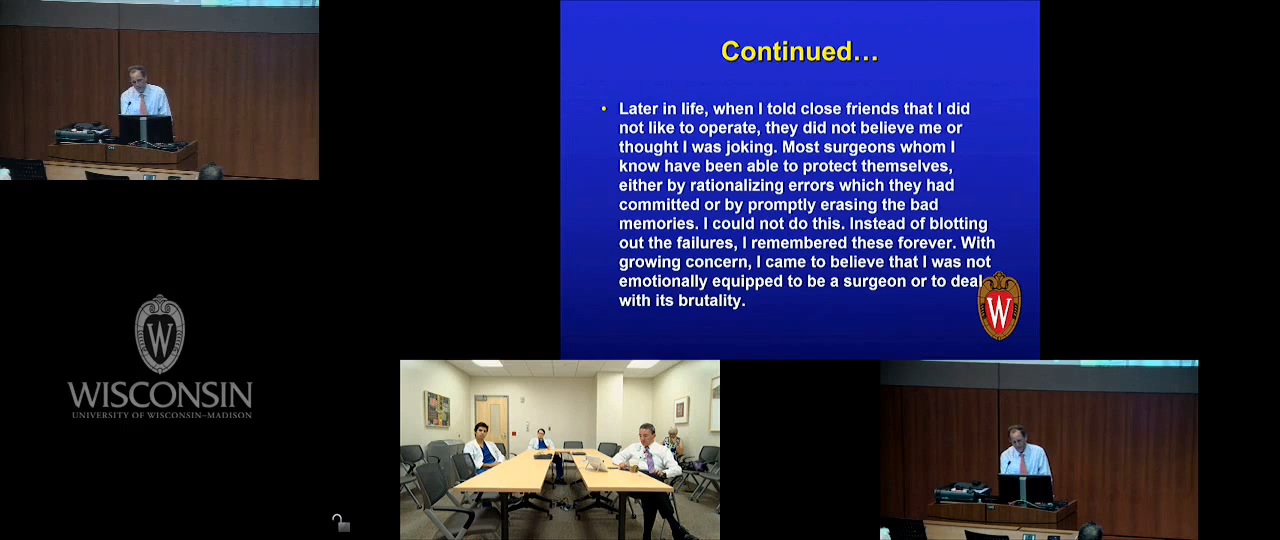 Continued…
• Later in life, when I told close friends that I did
not like to operate, they did not believe me or
thought I was joking. Most surgeons whom I
know have been able to protect themselves,
either by rationalizing errors which they had
committed or by promptly erasing the bad
memories. I could not do this. Instead of blotting
out the failures, I remembered these forever. With
growing concern, I came to believe that I was not
emotionally equipped to be a surgeon or to deal
with its brutality.
W
W
WISCONSIN
UNIVERSITY OF WISCONSIN–MADISON